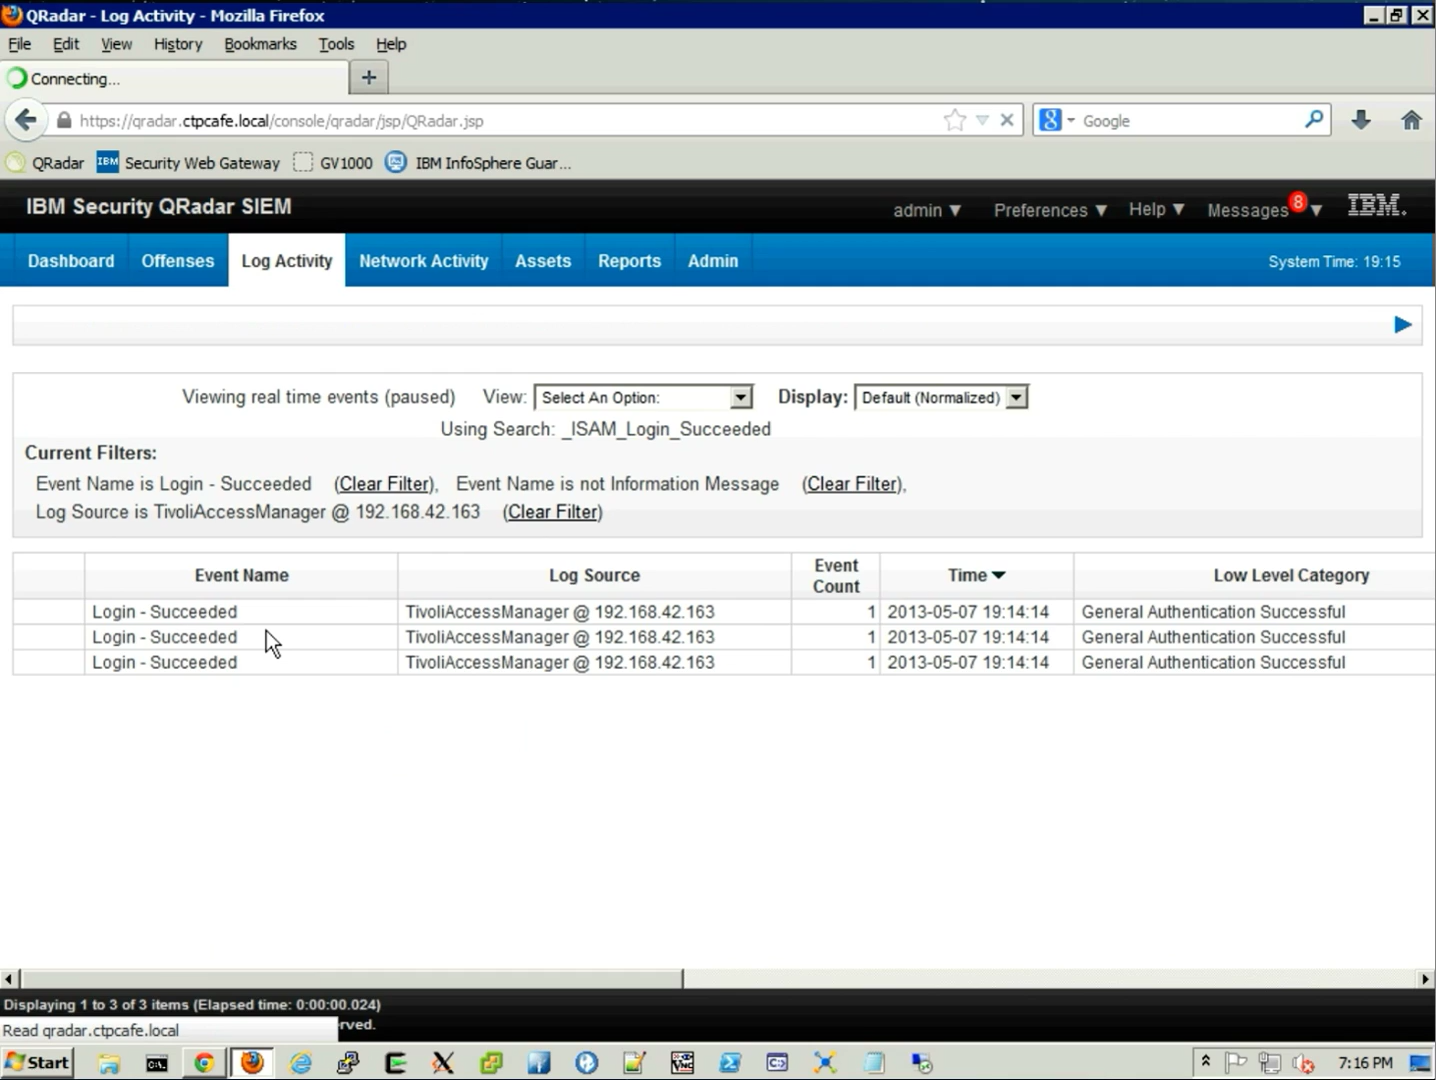 QRadar - Log Activity - Mozilla Firefox
File Edit View History Bookmarks Tools Help
Connecting...
https://qradar.ctpcafe.local/console/qradar/jsp/QRadar.jsp
Google
QRadar IBM Security Web Gateway GV1000 IBM InfoSphere Guar...
IBM Security QRadar SIEM
admin Preferences Help Messages 8 IBM.
Dashboard Offenses Log Activity Network Activity Assets Reports Admin System Time: 19:15
Viewing real time events (paused) View: Select An Option: Display: Default (Normalized)
Using Search: _ISAM_Login_Succeeded
Current Filters:
Event Name is Login - Succeeded (Clear Filter), Event Name is not Information Message (Clear Filter),
Log Source is TivoliAccessManager @ 192.168.42.163 (Clear Filter)
Event Name Log Source Event Count Time Low Level Category
Login - Succeeded TivoliAccessManager @ 192.168.42.163 1 2013-05-07 19:14:14 General Authentication Successful
Login - Succeeded TivoliAccessManager @ 192.168.42.163 1 2013-05-07 19:14:14 General Authentication Successful
Login - Succeeded TivoliAccessManager @ 192.168.42.163 1 2013-05-07 19:14:14 General Authentication Successful
Displaying 1 to 3 of 3 items (Elapsed time: 0:00:00.024)
Read qradar.ctpcafe.local rved.
Start 7:16 PM